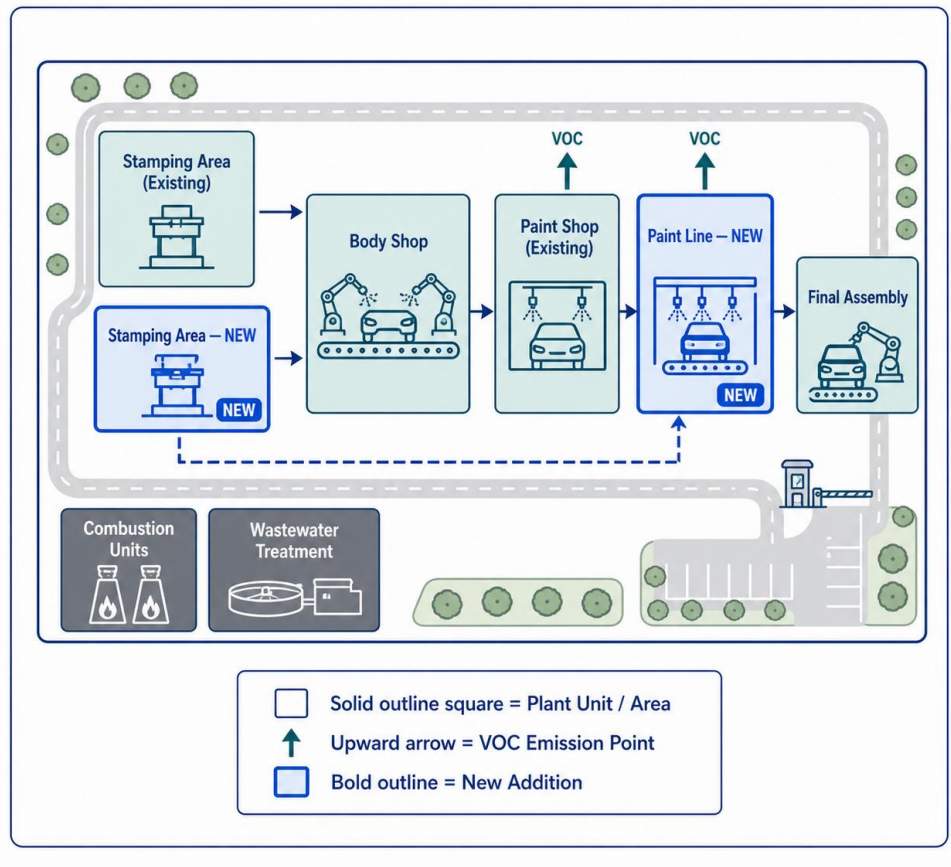 VOC
VOC
Stamping Area
(Existing)
Body Shop
Paint Shop
(Existing)
Paint Line — NEW
NEW
Final Assembly
Stamping Area — NEW
NEW
Combustion
Units
Wastewater
Treatment
Solid outline square = Plant Unit / Area
Upward arrow = VOC Emission Point
Bold outline = New Addition